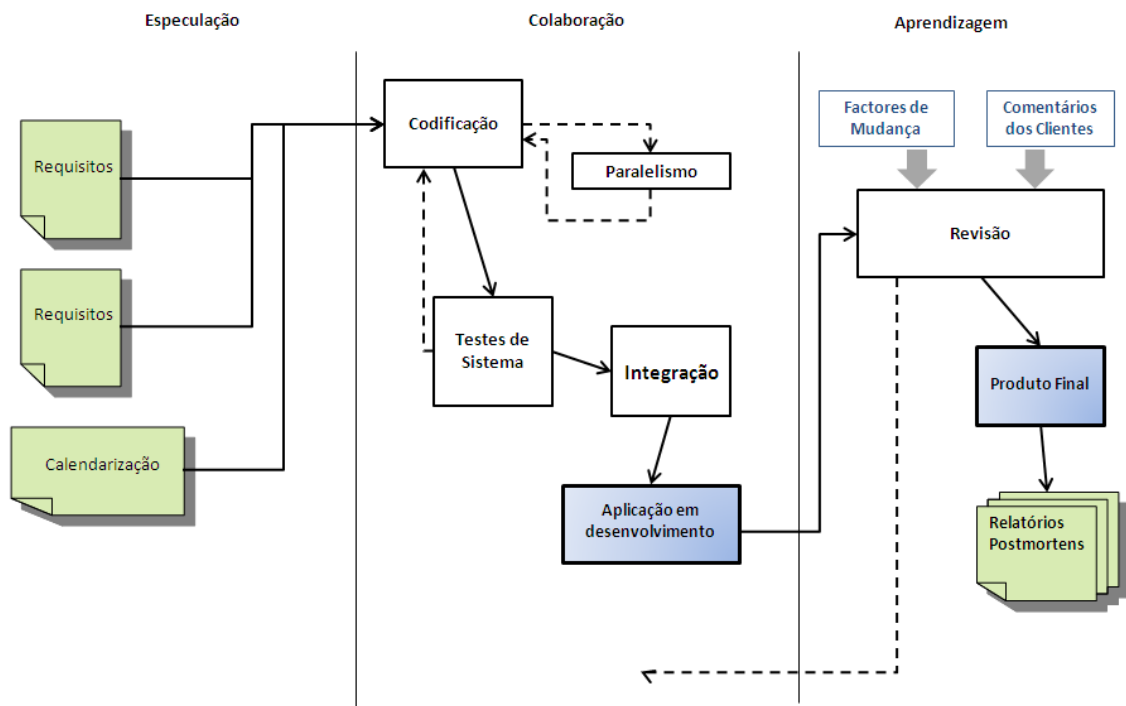 Especulação
Colaboração
Aprendizagem
Requisitos
Requisitos
Calendarização
Codificação
Paralelismo
Testes de
Sistema
Integração
Aplicação em
desenvolvimento
Factores de
Mudança
Comentários
dos Clientes
Revisão
Produto Final
Relatórios
Postmortens